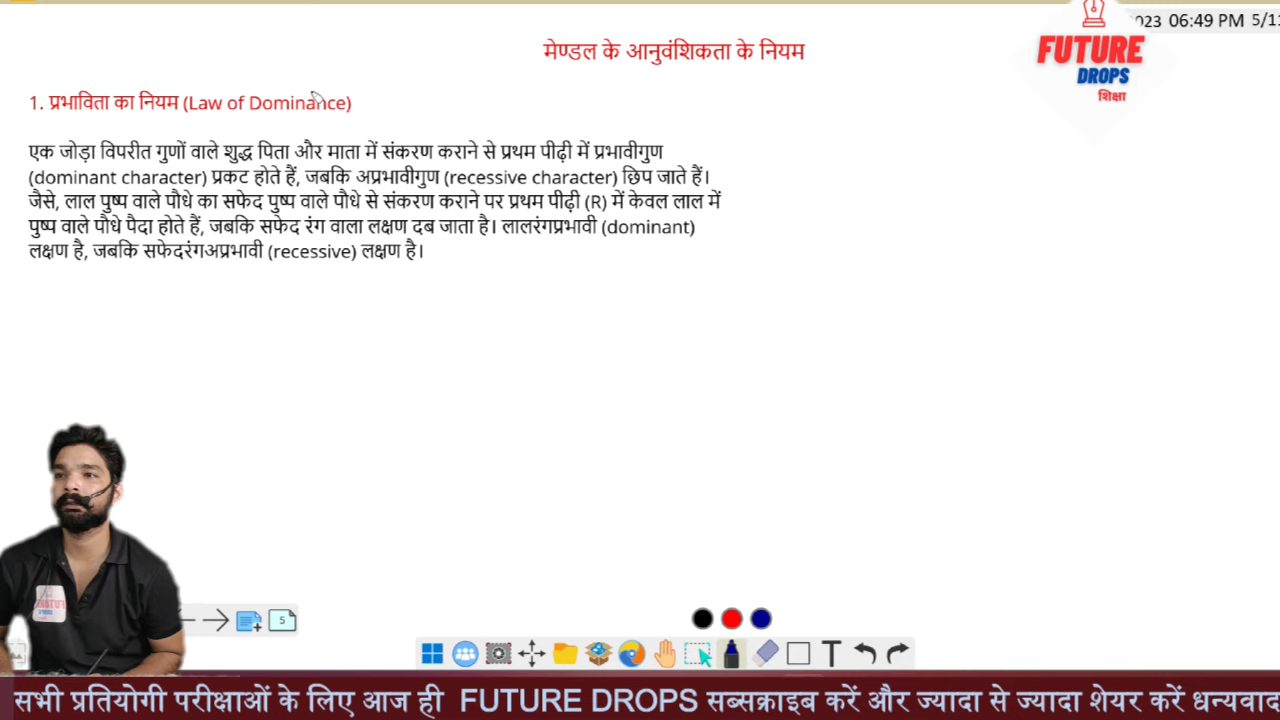 023 06:49 PM 5/11
FUTURE
DROPS
शिक्षा
मेण्डल के आनुवंशिकता के नियम
1. प्रभाविता का नियम (Law of Dominance)
एक जोड़ा विपरीत गुणों वाले शुद्ध पिता और माता में संकरण कराने से प्रथम पीढ़ी में प्रभावीगुण
(dominant character) प्रकट होते हैं, जबकि अप्रभावीगुण (recessive character) छिप जाते हैं।
जैसे, लाल पुष्प वाले पौधे का सफेद पुष्प वाले पौधे से संकरण कराने पर प्रथम पीढ़ी (R) में केवल लाल में
पुष्प वाले पौधे पैदा होते हैं, जबकि सफेद रंग वाला लक्षण दब जाता है। लालरंगप्रभावी (dominant)
लक्षण है, जबकि सफेदरंगअप्रभावी (recessive) लक्षण है।
5
सभी प्रतियोगी परीक्षाओं के लिए आज ही FUTURE DROPS सब्सक्राइब करें और ज्यादा से ज्यादा शेयर करें धन्यवाद